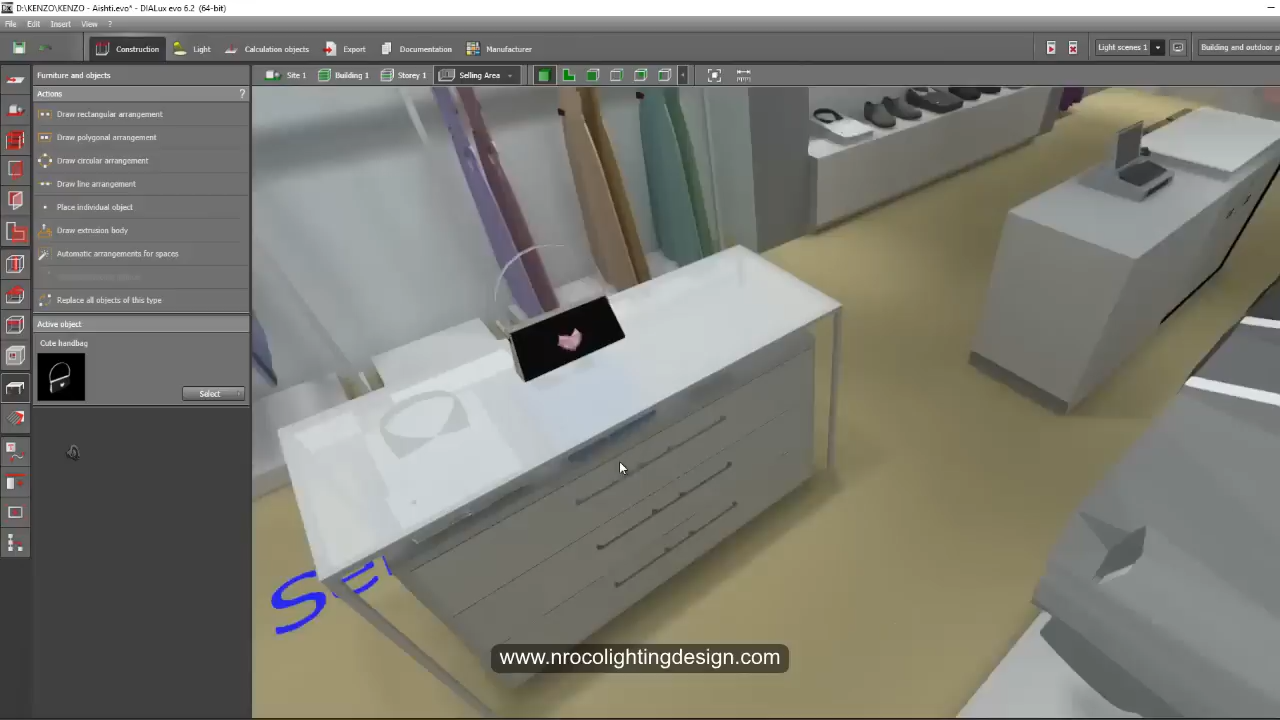 D:\KENZO\KENZO - Aishti.evo* - DIALux evo 6.2 (64-bit)
File Edit Insert View ?
Construction Light Calculation objects Export Documentation Manufacturer Light scenes 1 Building and outdoor p
Furniture and objects Site 1 Building 1 Storey 1 Selling Area
Actions ?
Draw rectangular arrangement
Draw polygonal arrangement
Draw circular arrangement
Draw line arrangement
Place individual object
Draw extrusion body
Automatic arrangements for spaces
Replace all objects of this type
Active object
Cute handbag
Select
www.nrocolightingdesign.com